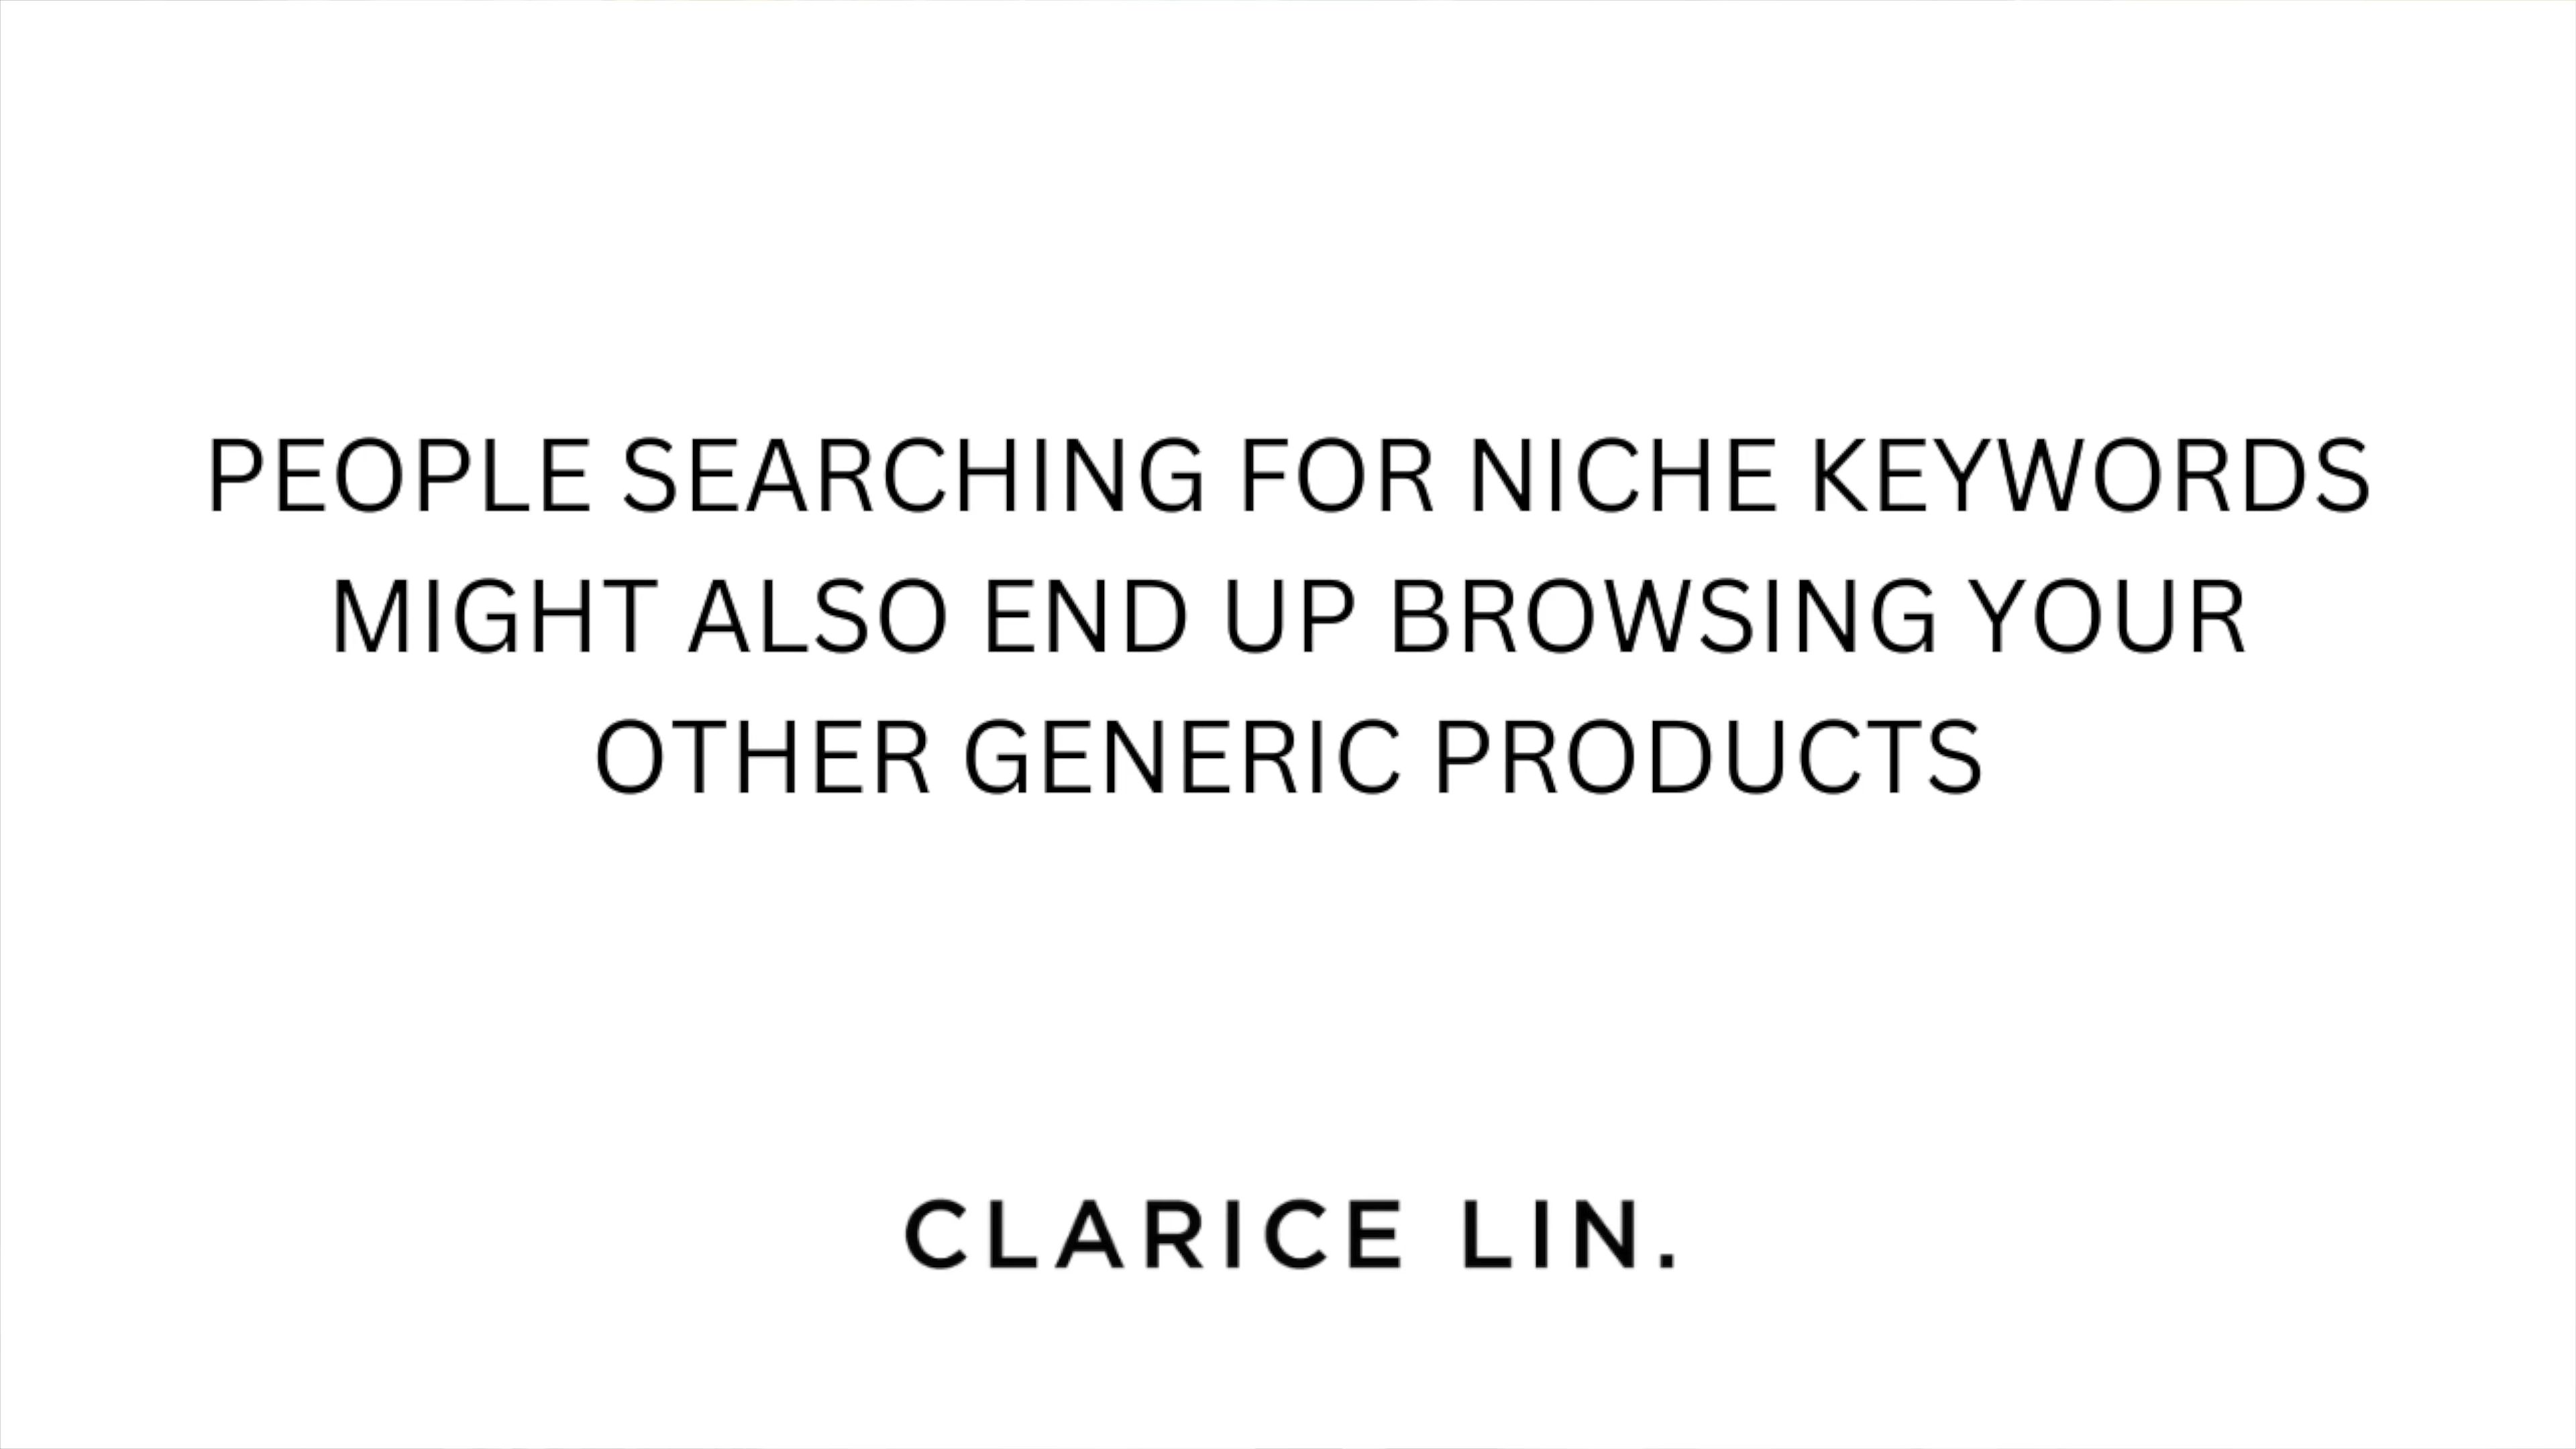 PEOPLE SEARCHING FOR NICHE KEYWORDS
MIGHT ALSO END UP BROWSING YOUR
OTHER GENERIC PRODUCTS
CLARICE LIN.